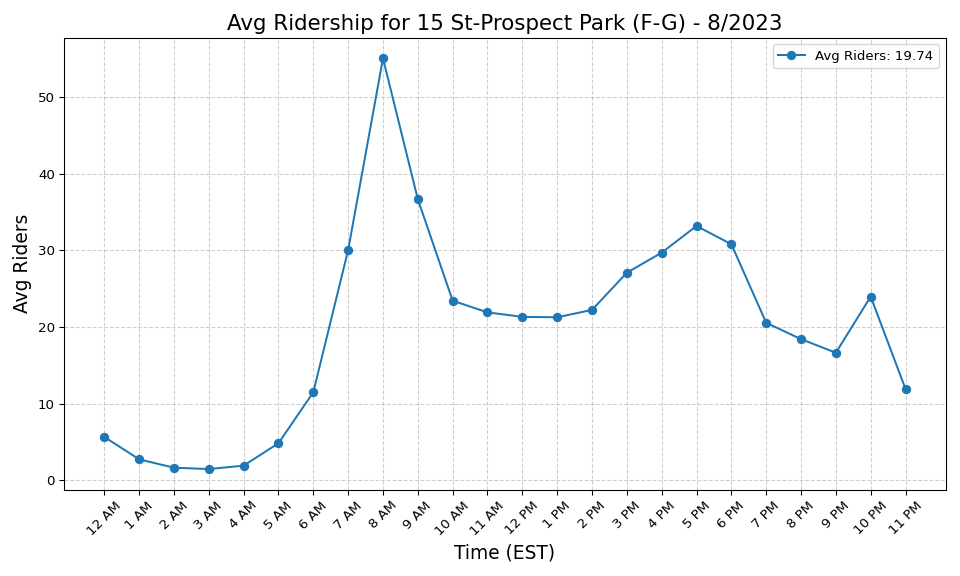 Avg Ridership for 15 St-Prospect Park (F-G) - 8/2023
Avg Riders: 19.74
Avg Riders
50
40
30
20
10
0
12 AM
1 AM
2 AM
3 AM
4 AM
5 AM
6 AM
7 AM
8 AM
9 AM
10 AM
11 AM
12 PM
1 PM
2 PM
3 PM
4 PM
5 PM
6 PM
7 PM
8 PM
9 PM
10 PM
11 PM
Time (EST)